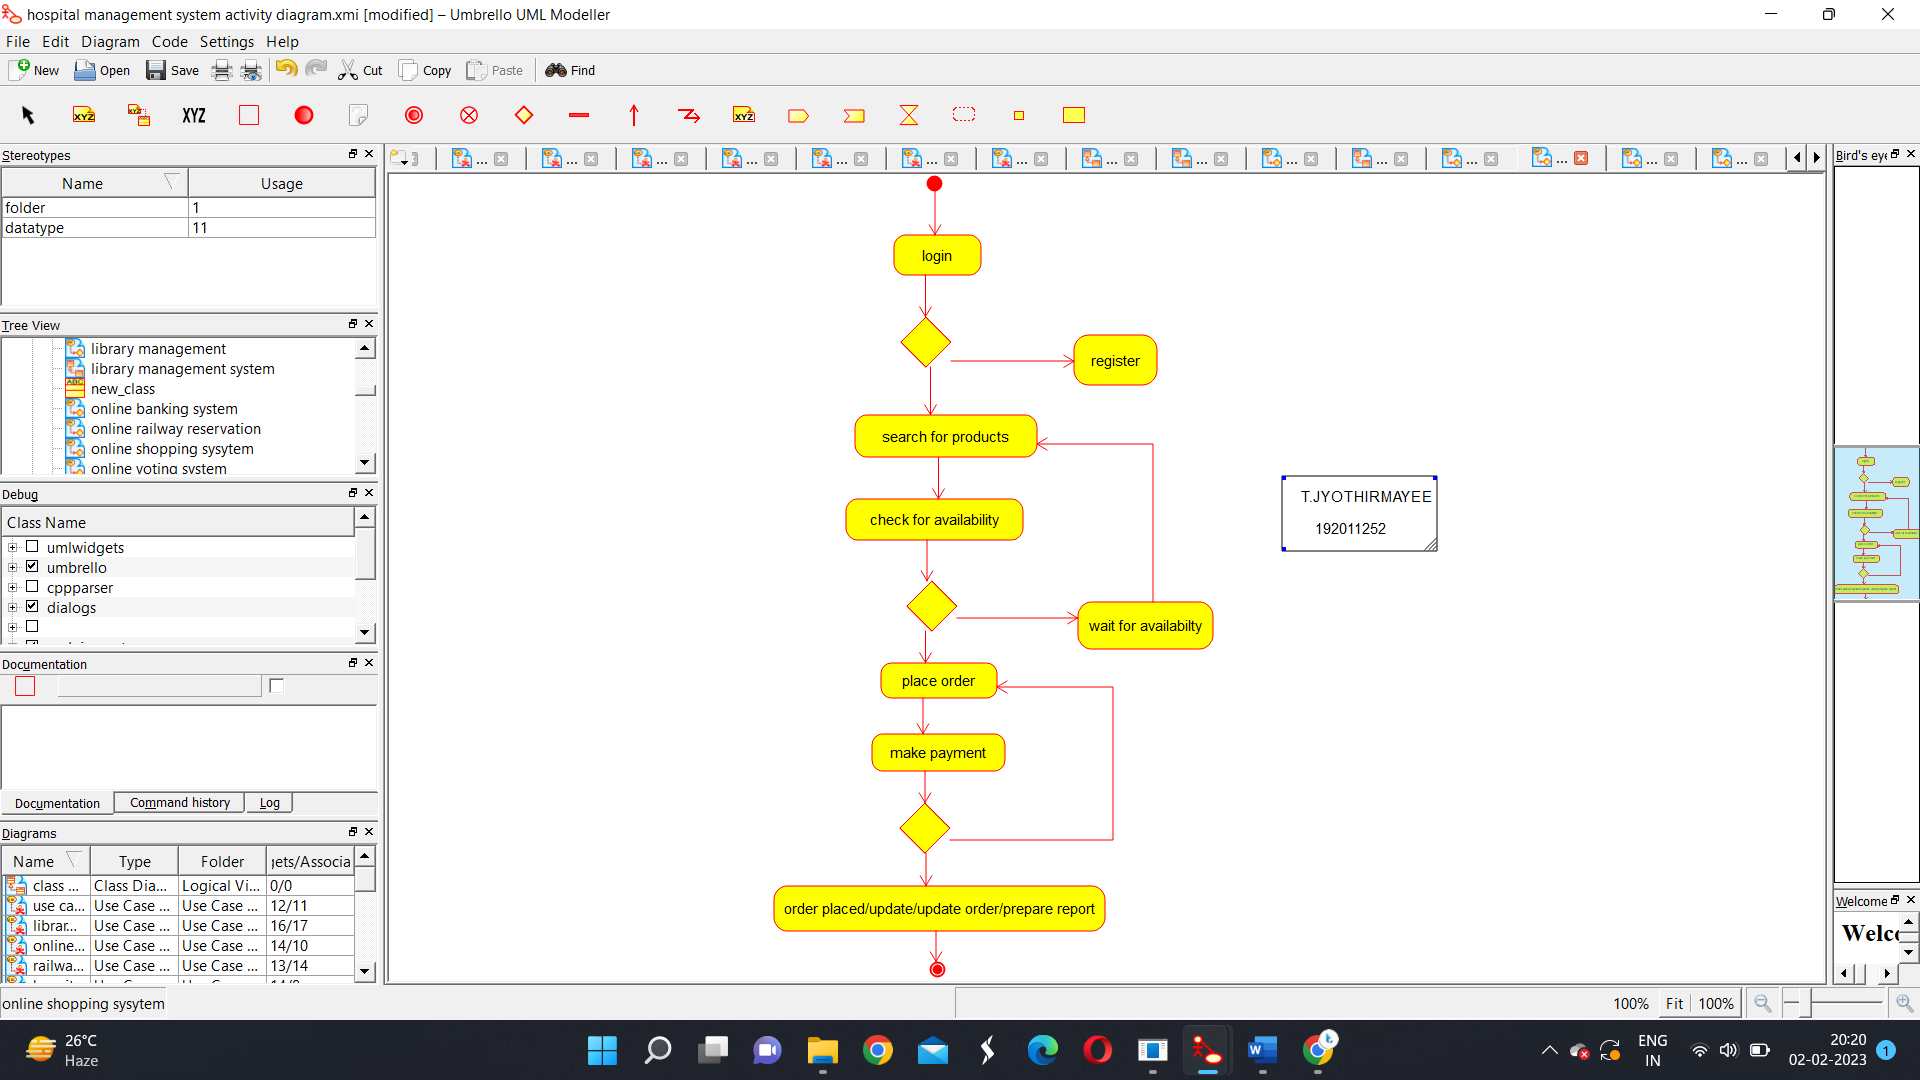 hospital management system activity diagram.xmi [modified] – Umbrello UML Modeller
File Edit Diagram Code Settings Help
New Open Save Cut Copy Paste Find
XYZ XYZ XYZ XYZ
Stereotypes
Name Usage
folder 1
datatype 11
Tree View
library management
library management system
ABC new_class
online banking system
online railway reservation
online shopping sysytem
online voting system
Debug
Class Name
umlwidgets
umbrello
cppparser
dialogs
Documentation
Documentation Command history Log
Diagrams
Name Type Folder jets/Associa
class ... Class Dia... Logical Vi... 0/0
use ca... Use Case ... Use Case ... 12/11
librar... Use Case ... Use Case ... 16/17
online... Use Case ... Use Case ... 14/10
railwa... Use Case ... Use Case ... 13/14
... ... ... ... ... ... ... ... ... ... ... ... ... ... ...
login
register
search for products
check for availability
wait for availabilty
place order
make payment
order placed/update/update order/prepare report
T.JYOTHIRMAYEE
192011252
Bird's eye
Welcome
Welco
online shopping sysytem
100% Fit 100%
26°C
Haze
ENG
IN
20:20
02-02-2023
1